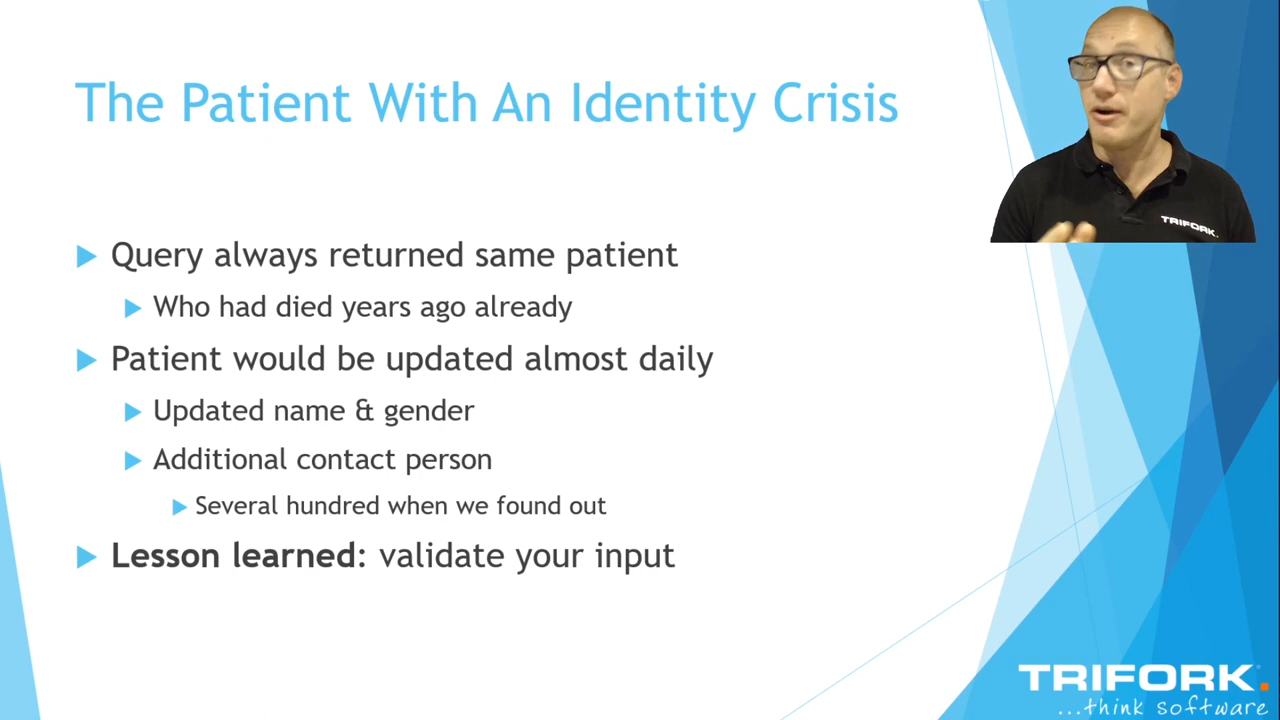 The Patient With An Identity Crisis
TRIFORK.
Query always returned same patient
Who had died years ago already
Patient would be updated almost daily
Updated name & gender
Additional contact person
Several hundred when we found out
Lesson learned: validate your input
TRIFORK.
...think software